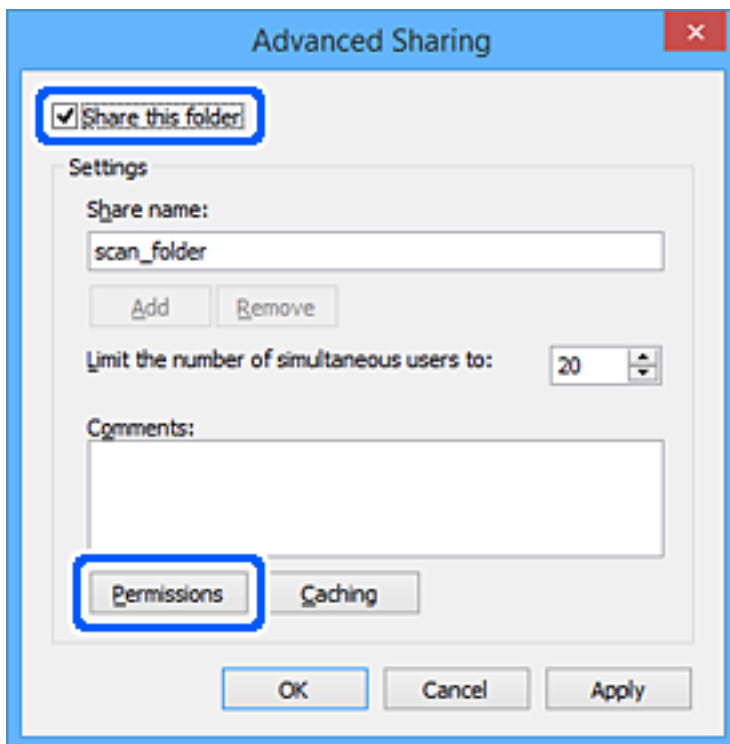 Advanced Sharing
Share this folder
Settings
Share name:
scan_folder
Add Remove
Limit the number of simultaneous users to: 20
Comments:
Permissions Caching
OK Cancel Apply